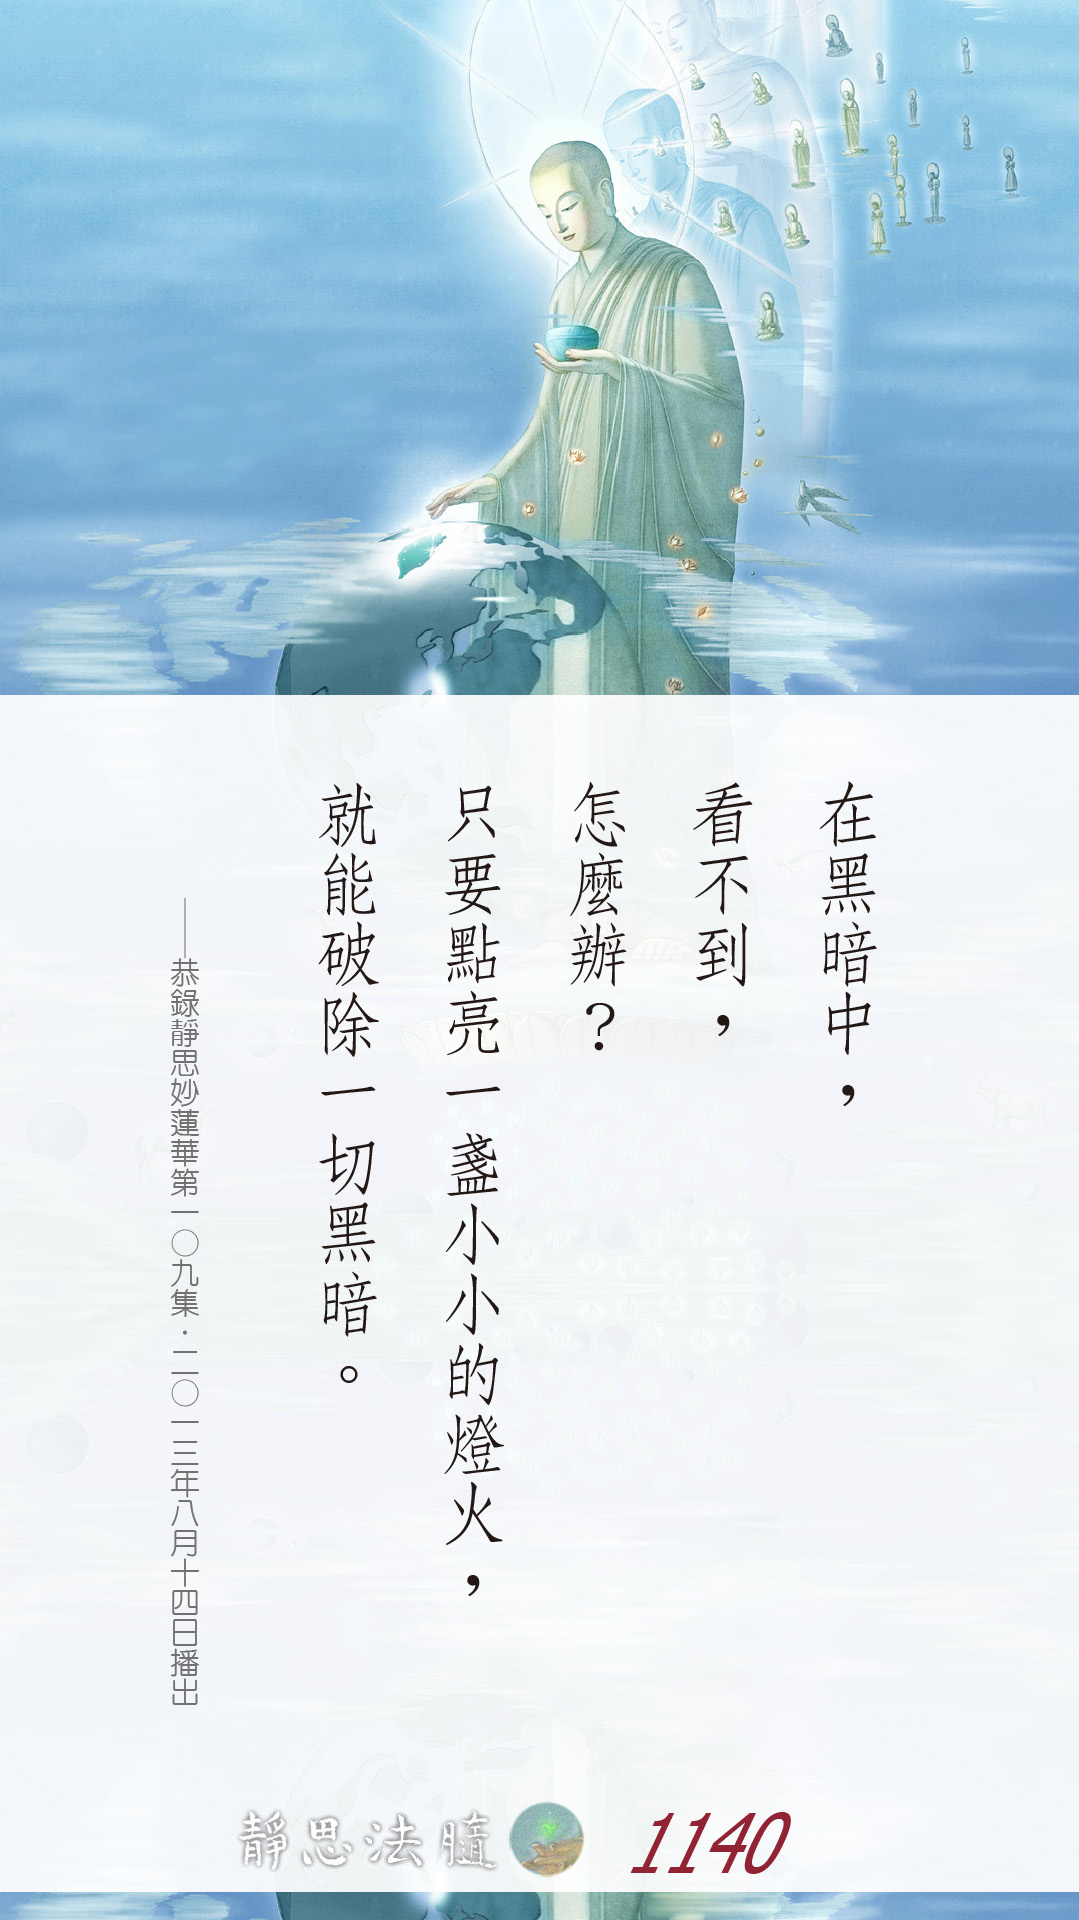 在黑暗中，
看不到，
怎麼辦？
只要點亮一盞小小的燈火，
就能破除一切黑暗。
——恭錄靜思妙蓮華第一〇九集·二〇一三年八月十四日播出
靜思法髓
1140